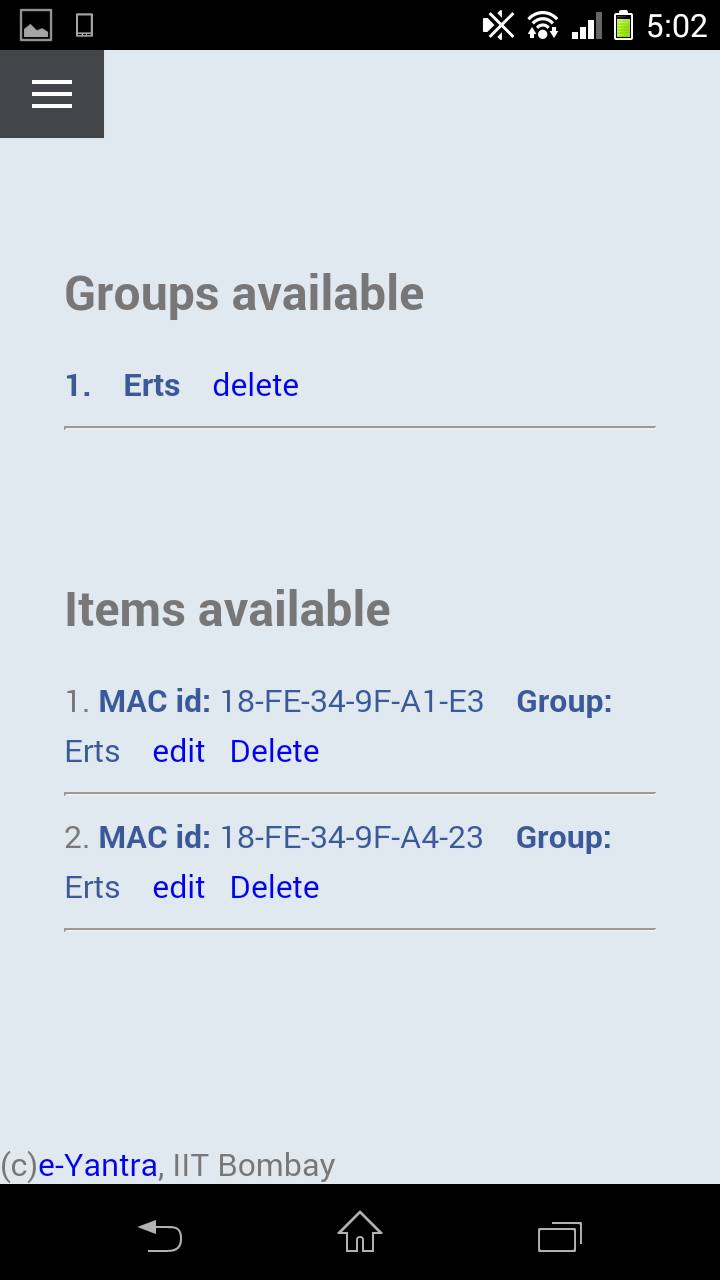 5:02
Groups available
1. Erts delete
Items available
1. MAC id: 18-FE-34-9F-A1-E3 Group:
Erts edit Delete
2. MAC id: 18-FE-34-9F-A4-23 Group:
Erts edit Delete
(c)e-Yantra, IIT Bombay